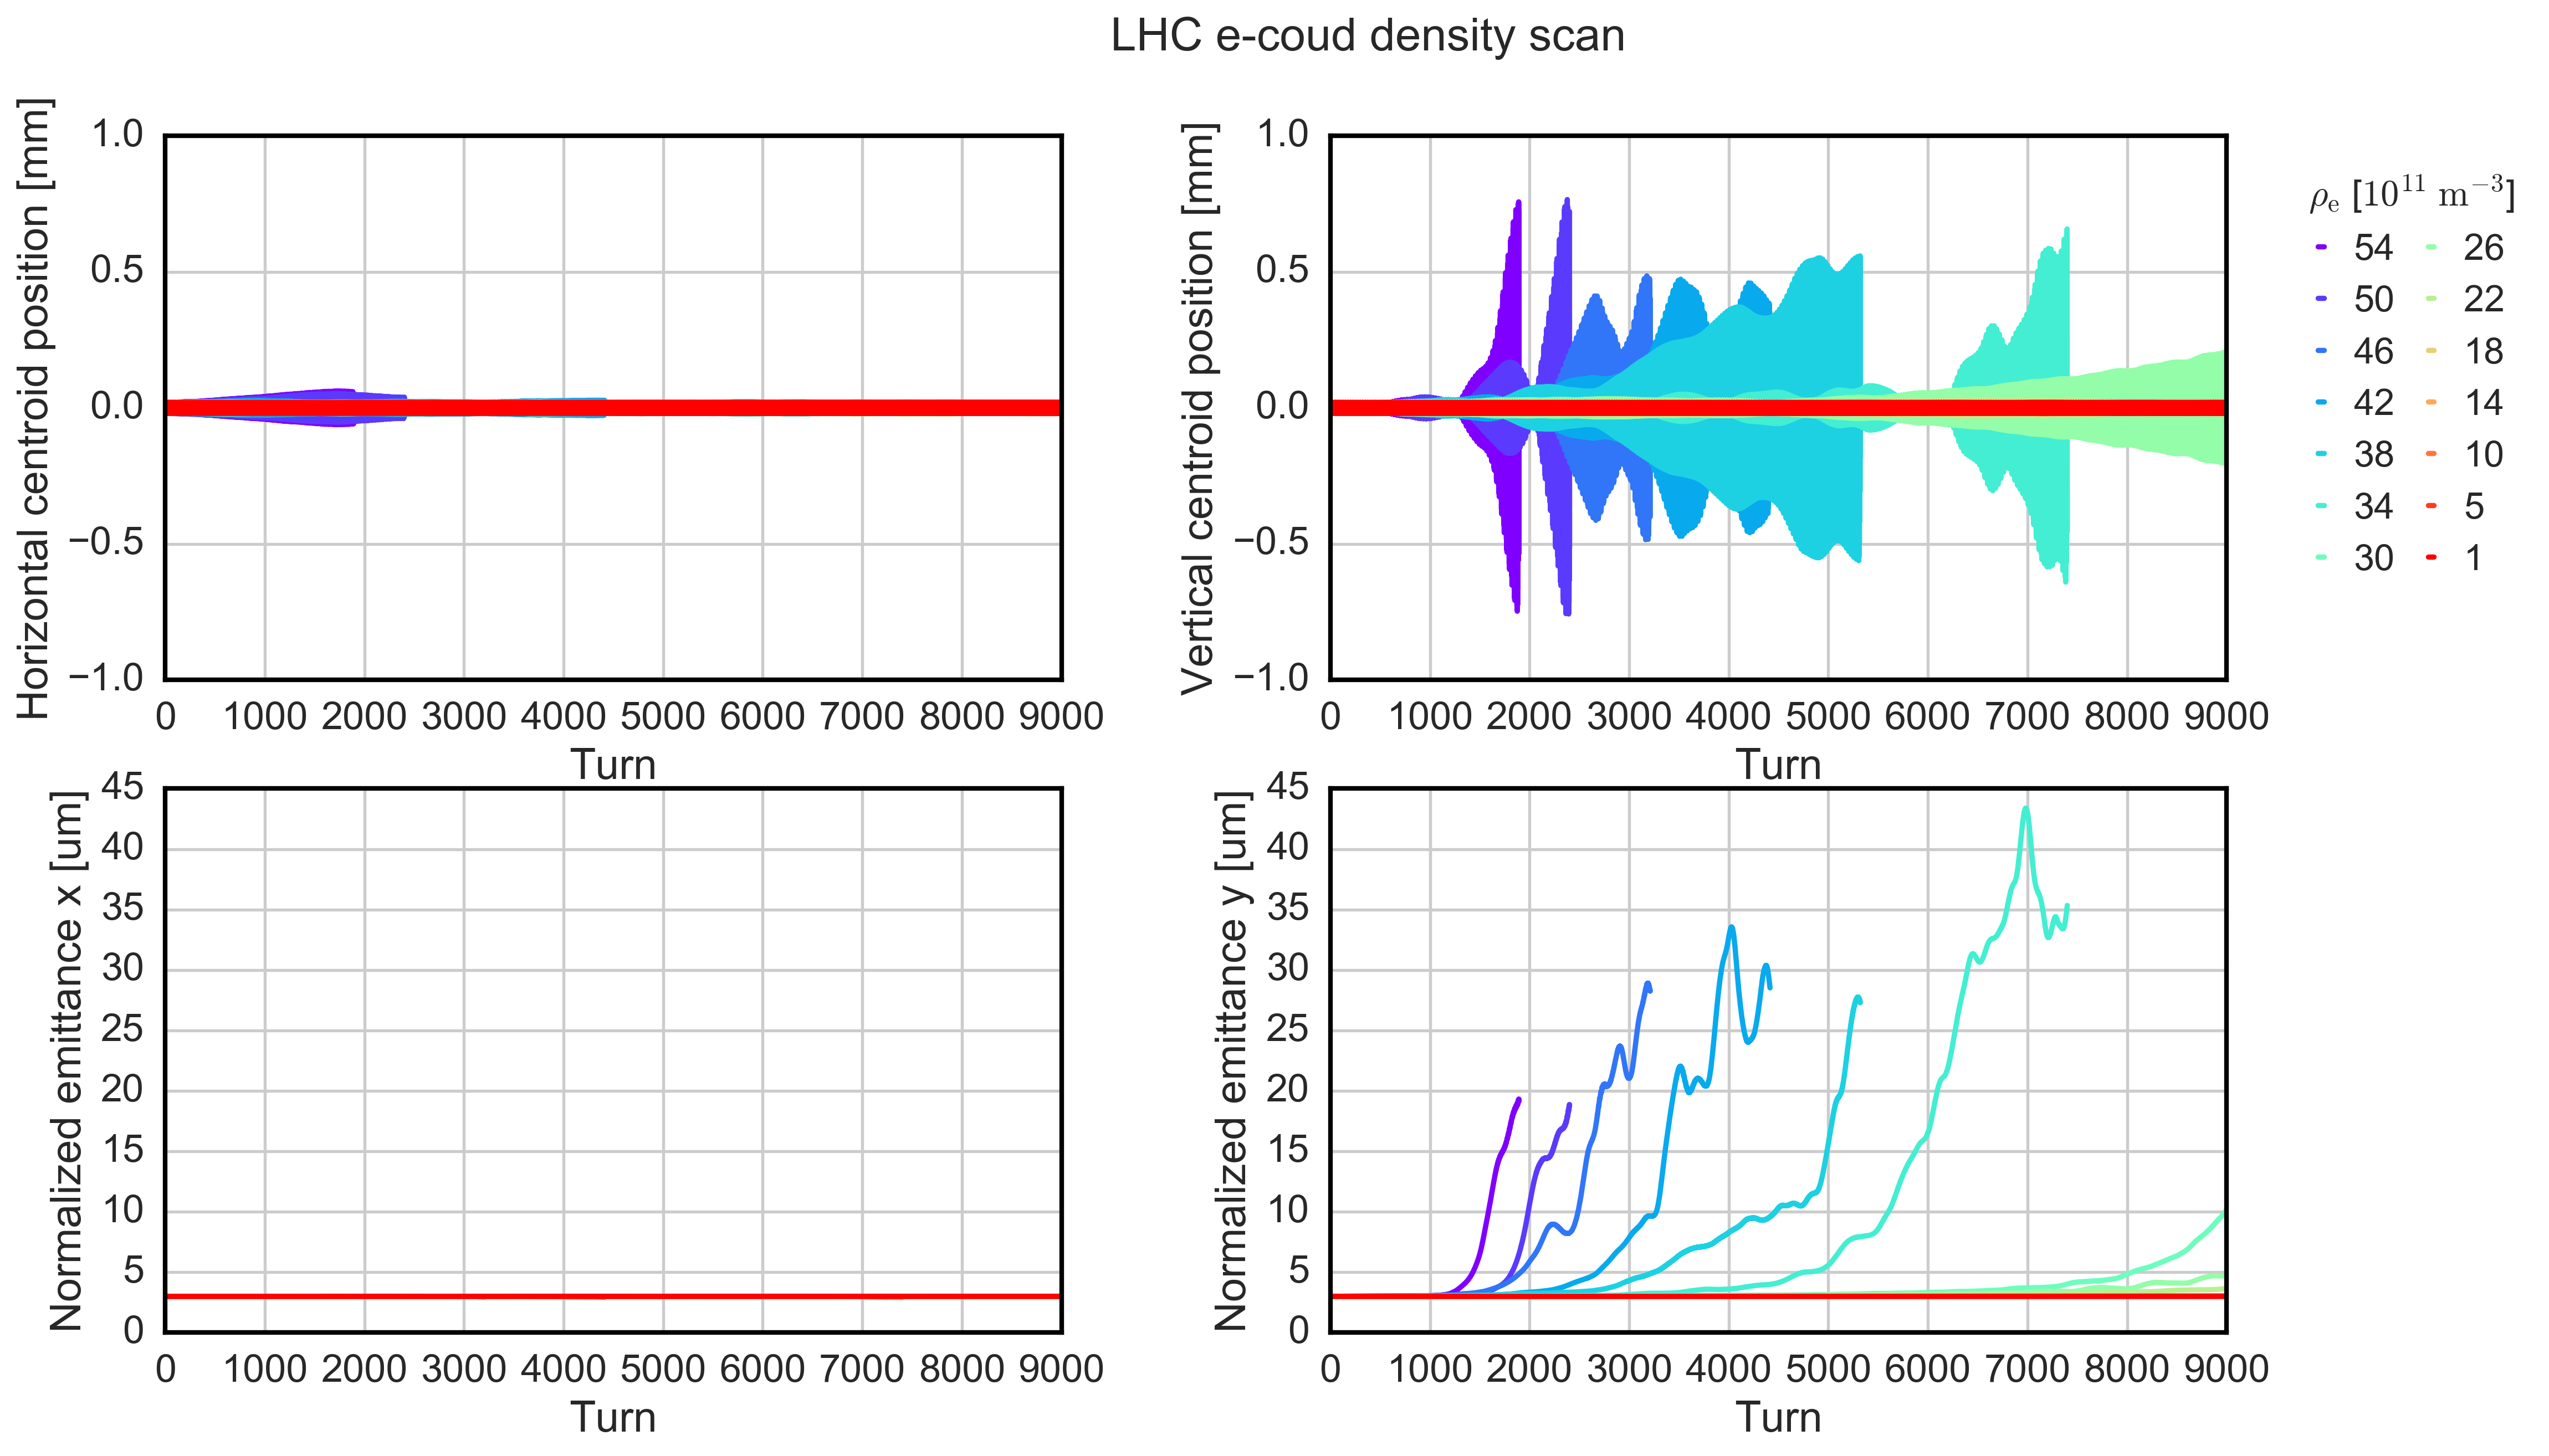 LHC e-coud density scan
Horizontal centroid position [mm]
1.0
0.5
0.0
−0.5
−1.0
0 1000 2000 3000 4000 5000 6000 7000 8000 9000
Turn
Vertical centroid position [mm]
1.0
0.5
0.0
−0.5
−1.0
0 1000 2000 3000 4000 5000 6000 7000 8000 9000
Turn
ρe [10^11 m^−3]
54 26
50 22
46 18
42 14
38 10
34 5
30 1
Normalized emittance x [um]
45
40
35
30
25
20
15
10
5
0
0 1000 2000 3000 4000 5000 6000 7000 8000 9000
Turn
Normalized emittance y [um]
45
40
35
30
25
20
15
10
5
0
0 1000 2000 3000 4000 5000 6000 7000 8000 9000
Turn